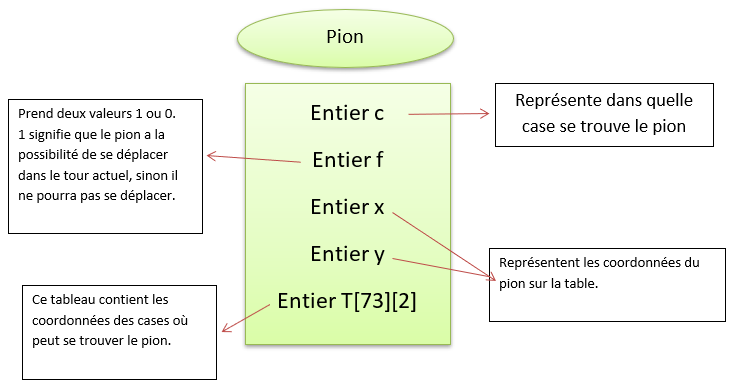 Pion
Entier c
Entier f
Entier x
Entier y
Entier T[73][2]
Représente dans quelle
case se trouve le pion
Prend deux valeurs 1 ou 0.
1 signifie que le pion a la
possibilité de se déplacer
dans le tour actuel, sinon il
ne pourra pas se déplacer.
Représentent les coordonnées du
pion sur la table.
Ce tableau contient les
coordonnées des cases où
peut se trouver le pion.